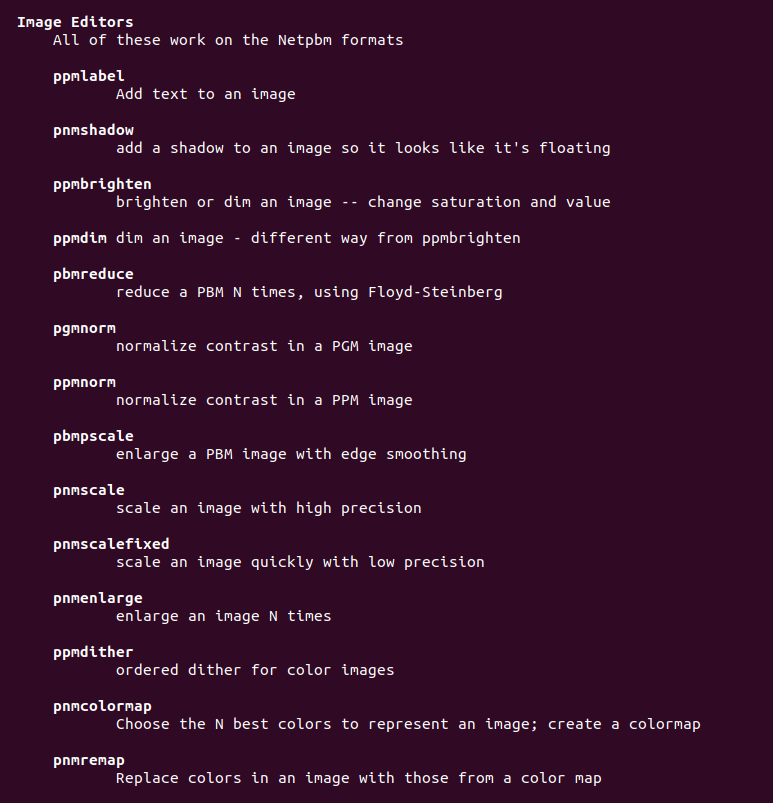 Image Editors
All of these work on the Netpbm formats
ppmlabel
Add text to an image
pnmshadow
add a shadow to an image so it looks like it's floating
ppmbrighten
brighten or dim an image -- change saturation and value
ppmdim dim an image - different way from ppmbrighten
pbmreduce
reduce a PBM N times, using Floyd-Steinberg
pgmnorm
normalize contrast in a PGM image
ppmnorm
normalize contrast in a PPM image
pbmpscale
enlarge a PBM image with edge smoothing
pnmscale
scale an image with high precision
pnmscalefixed
scale an image quickly with low precision
pnmenlarge
enlarge an image N times
ppmdither
ordered dither for color images
pnmcolormap
Choose the N best colors to represent an image; create a colormap
pnmremap
Replace colors in an image with those from a color map